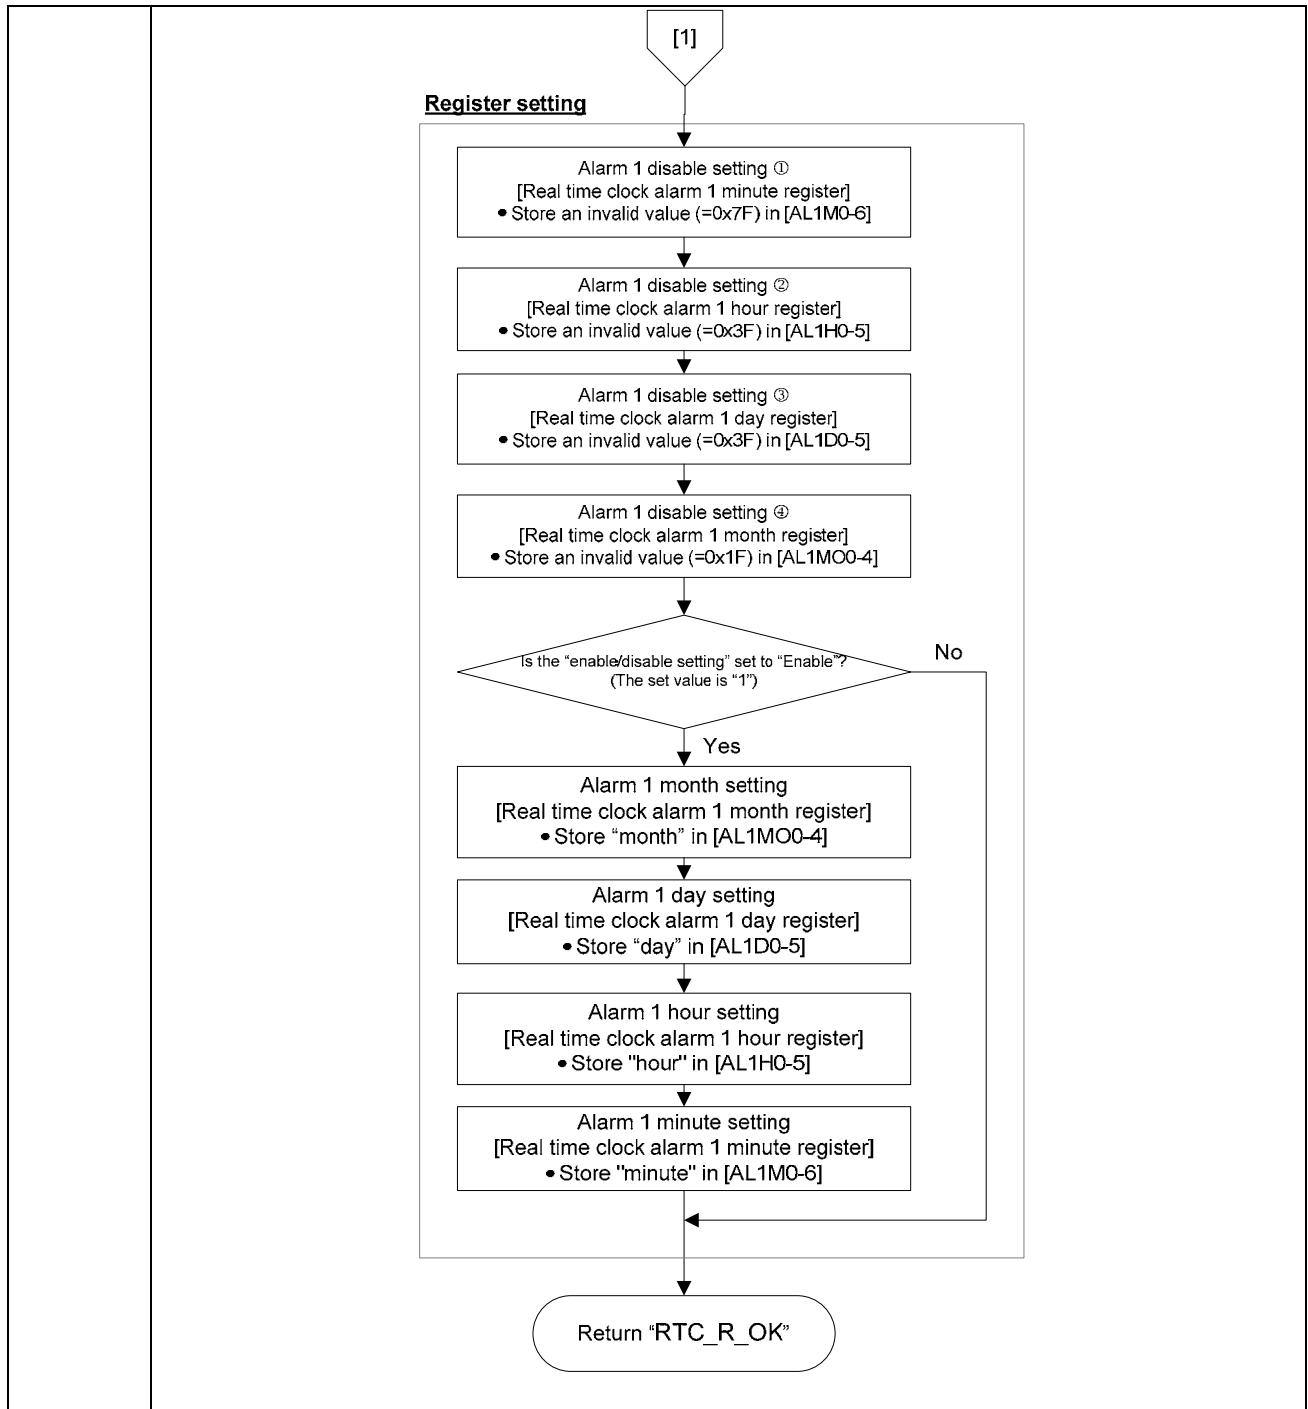 [1]
Register setting
Alarm 1 disable setting ①
[Real time clock alarm 1 minute register]
• Store an invalid value (=0x7F) in [AL1M0-6]
Alarm 1 disable setting ②
[Real time clock alarm 1 hour register]
• Store an invalid value (=0x3F) in [AL1H0-5]
Alarm 1 disable setting ③
[Real time clock alarm 1 day register]
• Store an invalid value (=0x3F) in [AL1D0-5]
Alarm 1 disable setting ④
[Real time clock alarm 1 month register]
• Store an invalid value (=0x1F) in [AL1MO0-4]
Is the “enable/disable setting” set to “Enable”?
(The set value is “1”)
No
Yes
Alarm 1 month setting
[Real time clock alarm 1 month register]
• Store “month” in [AL1MO0-4]
Alarm 1 day setting
[Real time clock alarm 1 day register]
• Store “day” in [AL1D0-5]
Alarm 1 hour setting
[Real time clock alarm 1 hour register]
• Store "hour" in [AL1H0-5]
Alarm 1 minute setting
[Real time clock alarm 1 minute register]
• Store "minute" in [AL1M0-6]
Return “RTC_R_OK”